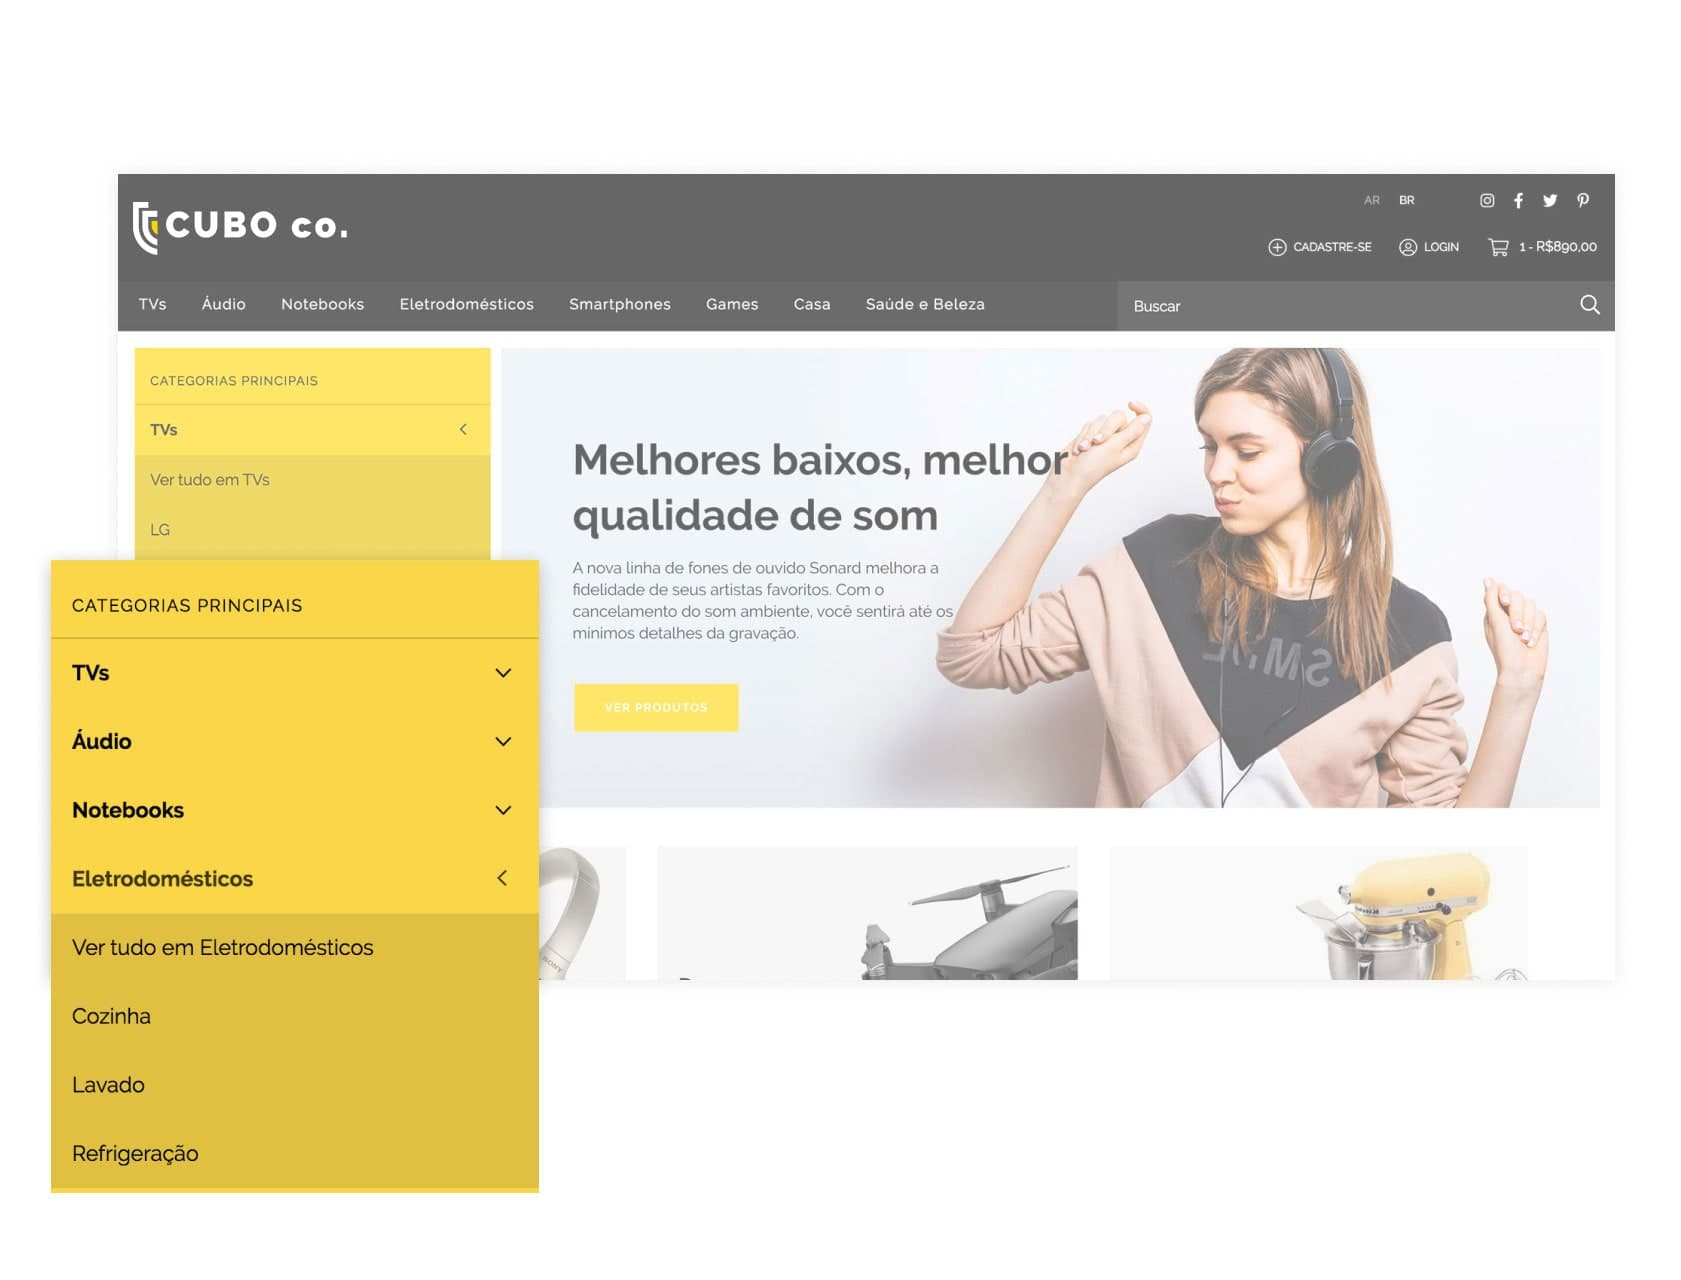 CUBO co.
AR BR
CADASTRE-SE LOGIN 1 - R$890,00
TVs Áudio Notebooks Eletrodomésticos Smartphones Games Casa Saúde e Beleza Buscar
CATEGORIAS PRINCIPAIS
TVs
Ver tudo em TVs
LG
Melhores baixos, melhor
qualidade de som
A nova linha de fones de ouvido Sonard melhora a
fidelidade de seus artistas favoritos. Com o
cancelamento do som ambiente, você sentirá até os
mínimos detalhes da gravação.
VER PRODUTOS
SMILE
CATEGORIAS PRINCIPAIS
TVs
Áudio
Notebooks
Eletrodomésticos
Ver tudo em Eletrodomésticos
Cozinha
Lavado
Refrigeração
SONY